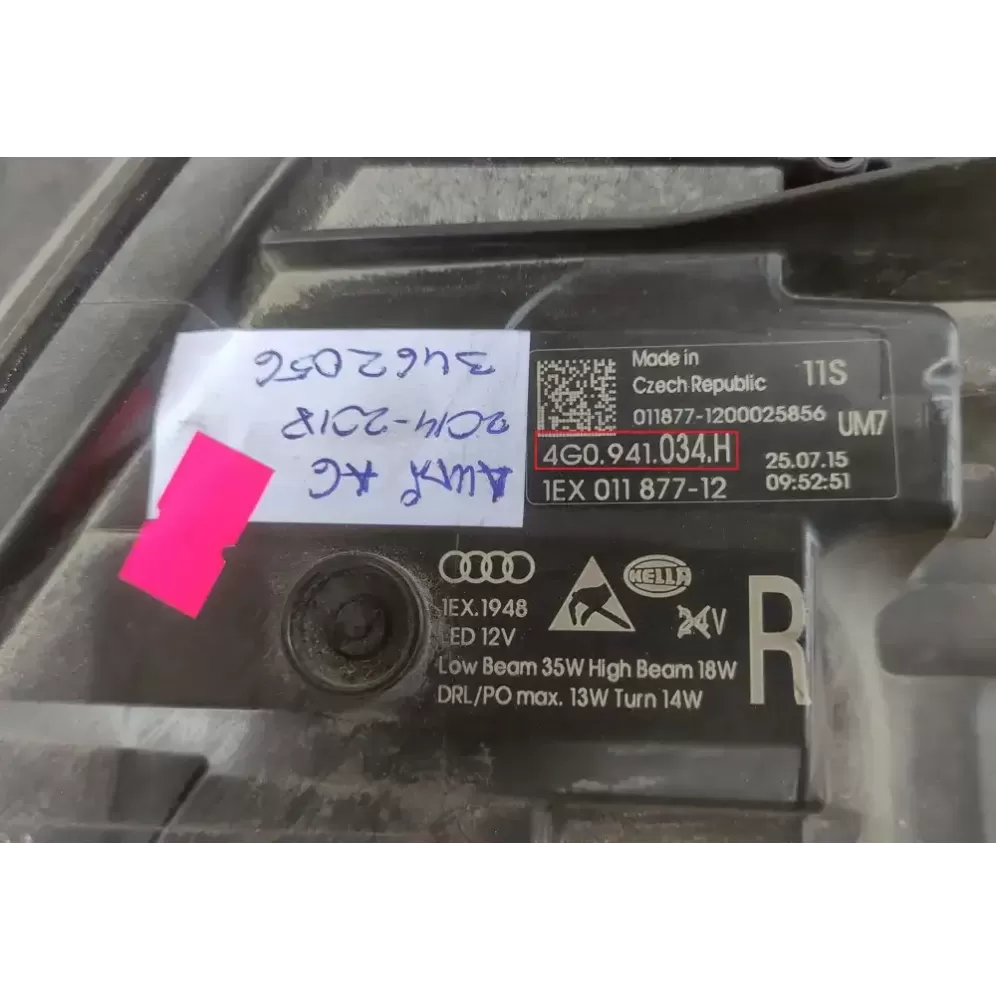 AUDI A6
2014-2018
3462056
Made in
Czech Republic
11S
011877-1200025856
UM7
4G0.941.034.H
25.07.15
1EX 011 877-12
09:52:51
1EX.1948
HELLA
LED 12V
24V
R
Low Beam 35W High Beam 18W
DRL/PO max. 13W Turn 14W